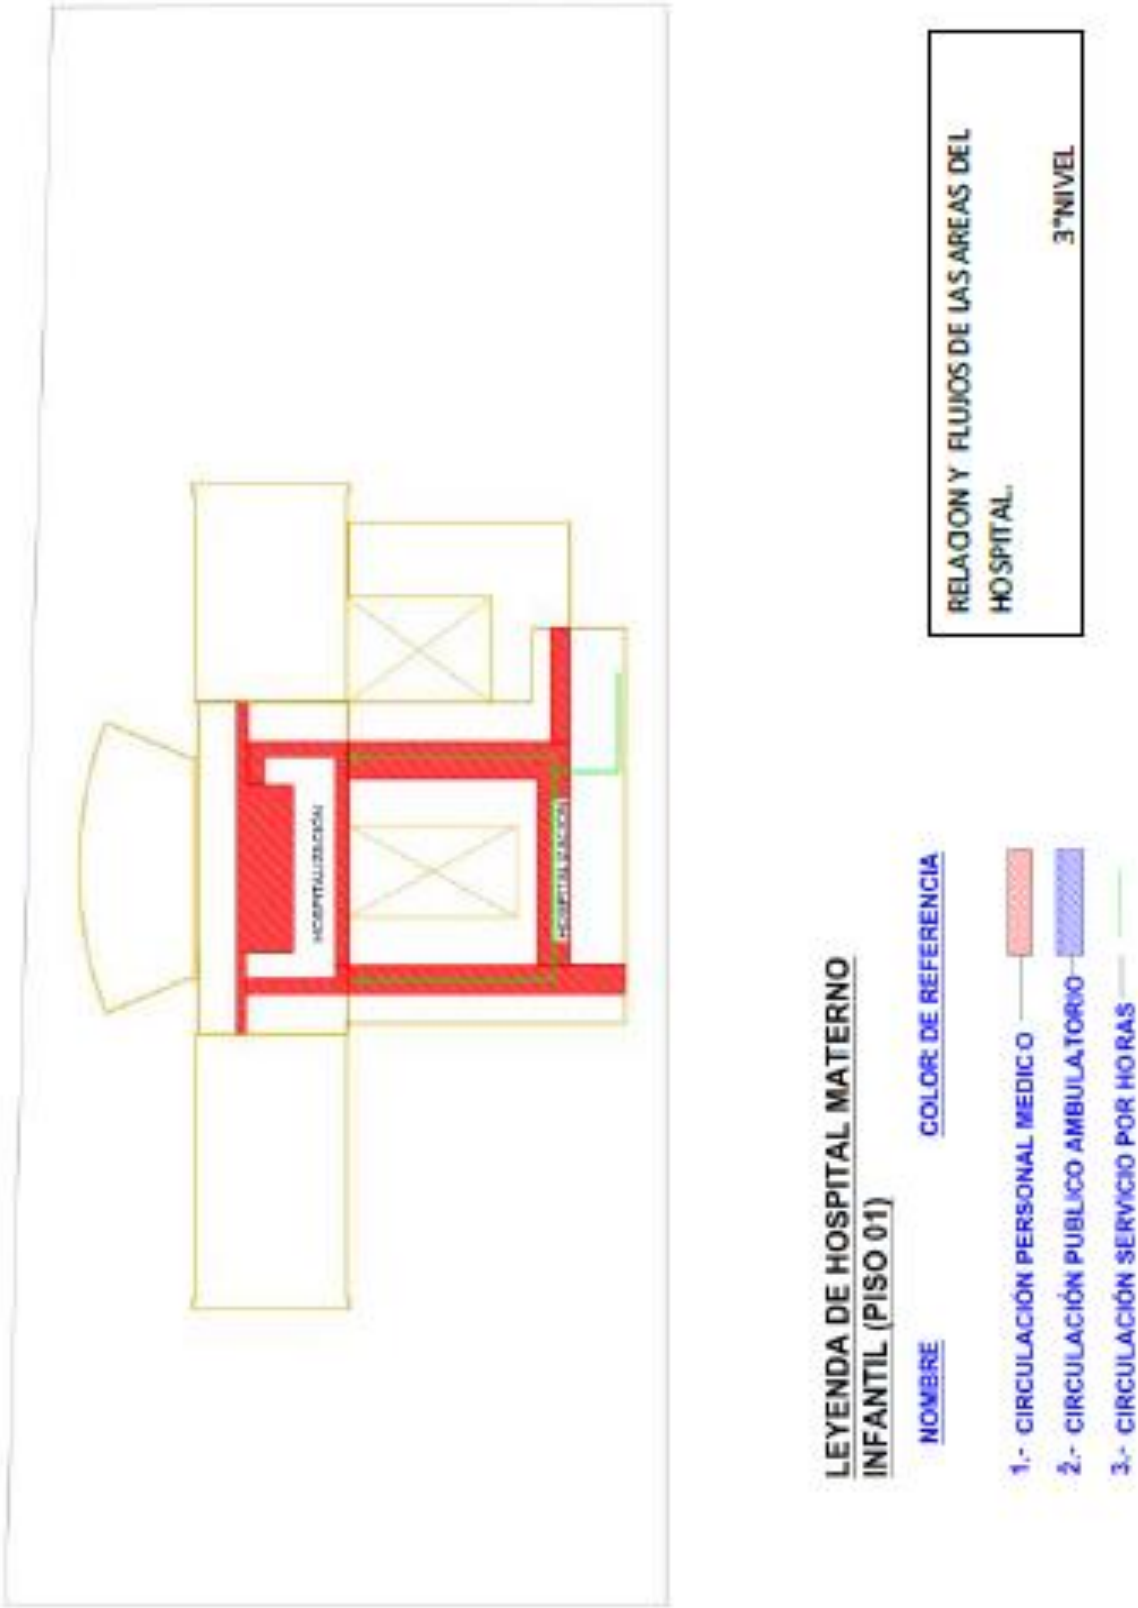 HOSPITALIZACIÓN
HOSPITALIZACION
RELACION Y FLUJOS DE LAS AREAS DEL
HOSPITAL.
3°NIVEL
LEYENDA DE HOSPITAL MATERNO
INFANTIL (PISO 01)
NOMBRE COLOR DE REFERENCIA
1.- CIRCULACIÓN PERSONAL MEDICO
2.- CIRCULACIÓN PUBLICO AMBULATORIO
3.- CIRCULACIÓN SERVICIO POR HORAS